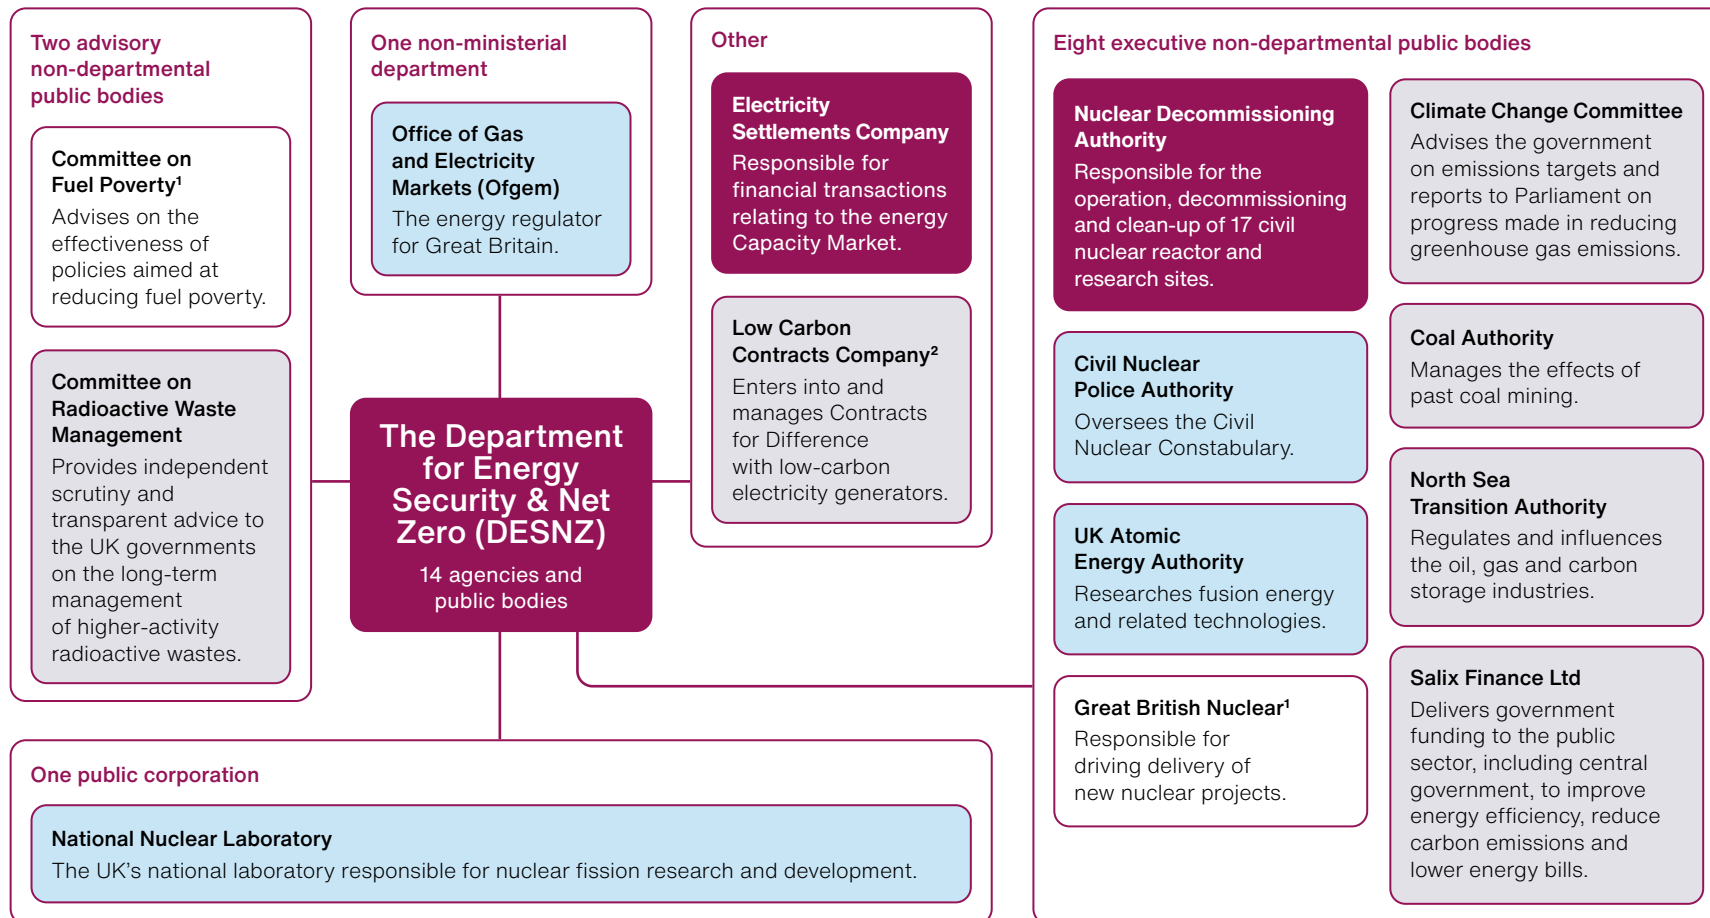 Two advisory
non-departmental
public bodies
Committee on
Fuel Poverty¹
Advises on the
effectiveness of
policies aimed at
reducing fuel poverty.
Committee on
Radioactive Waste
Management
Provides independent
scrutiny and
transparent advice to
the UK governments
on the long-term
management
of higher-activity
radioactive wastes.
One non-ministerial
department
Office of Gas
and Electricity
Markets (Ofgem)
The energy regulator
for Great Britain.
Other
Electricity
Settlements Company
Responsible for
financial transactions
relating to the energy
Capacity Market.
Low Carbon
Contracts Company²
Enters into and
manages Contracts
for Difference
with low-carbon
electricity generators.
The Department
for Energy
Security & Net
Zero (DESNZ)
14 agencies and
public bodies
Eight executive non-departmental public bodies
Nuclear Decommissioning
Authority
Responsible for the
operation, decommissioning
and clean-up of 17 civil
nuclear reactor and
research sites.
Civil Nuclear
Police Authority
Oversees the Civil
Nuclear Constabulary.
UK Atomic
Energy Authority
Researches fusion energy
and related technologies.
Great British Nuclear¹
Responsible for
driving delivery of
new nuclear projects.
Climate Change Committee
Advises the government
on emissions targets and
reports to Parliament on
progress made in reducing
greenhouse gas emissions.
Coal Authority
Manages the effects of
past coal mining.
North Sea
Transition Authority
Regulates and influences
the oil, gas and carbon
storage industries.
Salix Finance Ltd
Delivers government
funding to the public
sector, including central
government, to improve
energy efficiency, reduce
carbon emissions and
lower energy bills.
One public corporation
National Nuclear Laboratory
The UK’s national laboratory responsible for nuclear fission research and development.